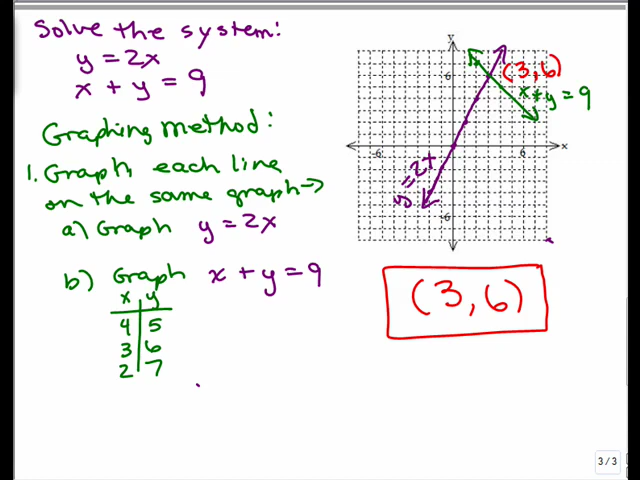 Solve the system:
y = 2x
x + y = 9
Graphing method:
1. Graph each line
on the same graph→
a) Graph y = 2x
b) Graph x + y = 9
x y
4 5
3 6
2 7
y
(3,6)
x + y = 9
6
-6
6
x
y = 2x
-6
(3,6)
3/3